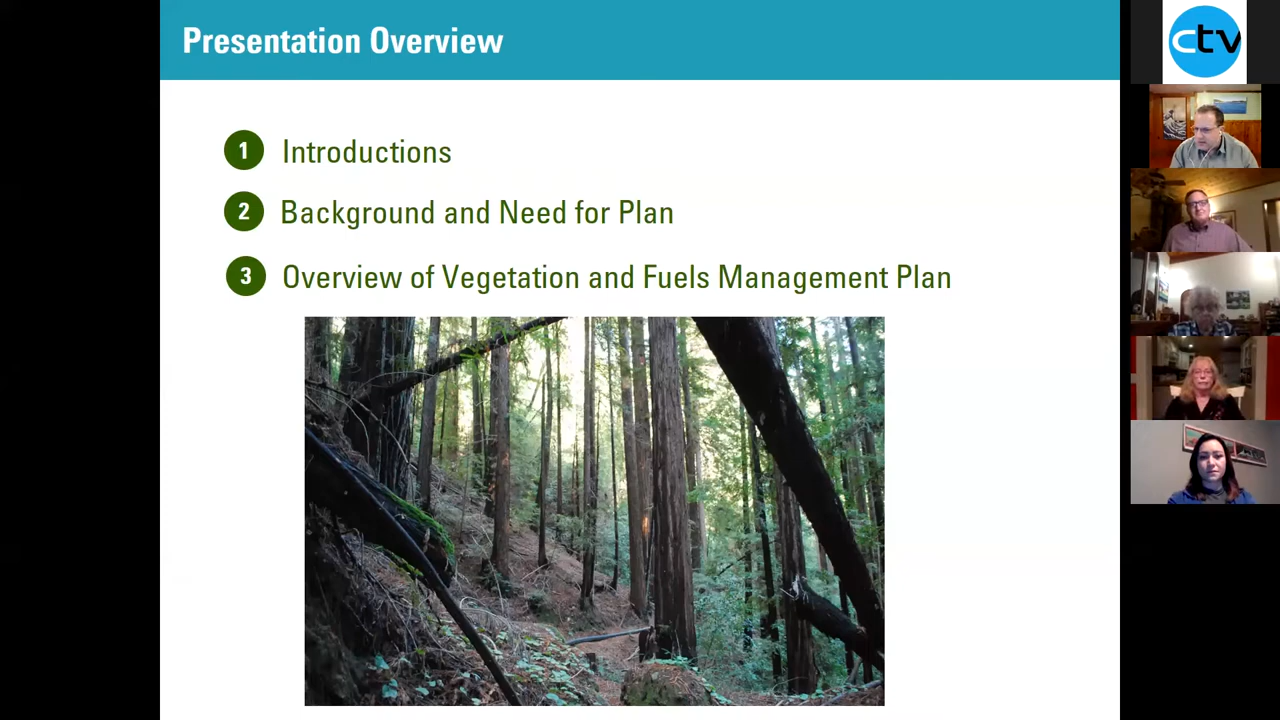 Presentation Overview
1 Introductions
2 Background and Need for Plan
3 Overview of Vegetation and Fuels Management Plan
ctv